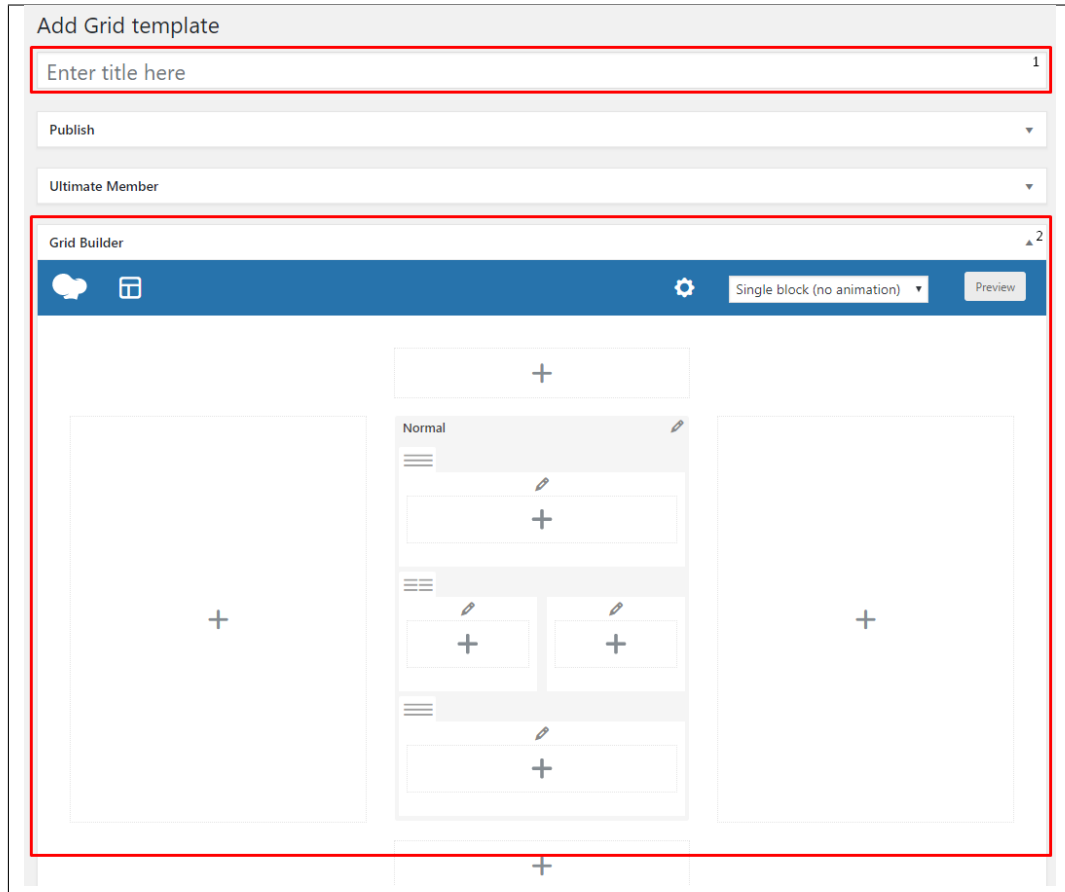 Add Grid template
Enter title here
1
Publish
Ultimate Member
Grid Builder
2
Single block (no animation)
Preview
Normal